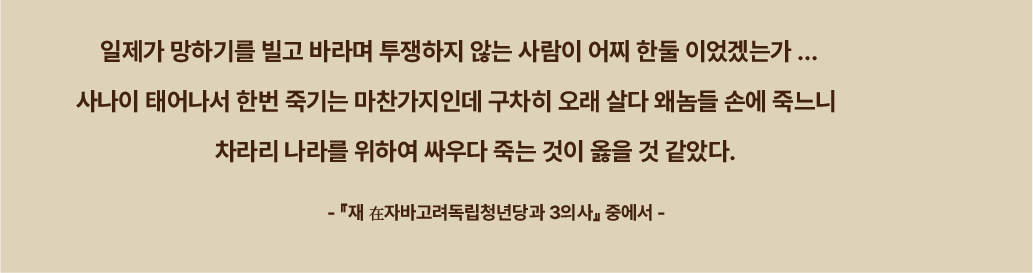 일제가 망하기를 빌고 바라며 투쟁하지 않는 사람이 어찌 한둘 이었겠는가 ...
사나이 태어나서 한번 죽기는 마찬가지인데 구차히 오래 살다 왜놈들 손에 죽느니
차라리 나라를 위하여 싸우다 죽는 것이 옳을 것 같았다.
- 『재 在자바고려독립청년당과 3의사』 중에서 -